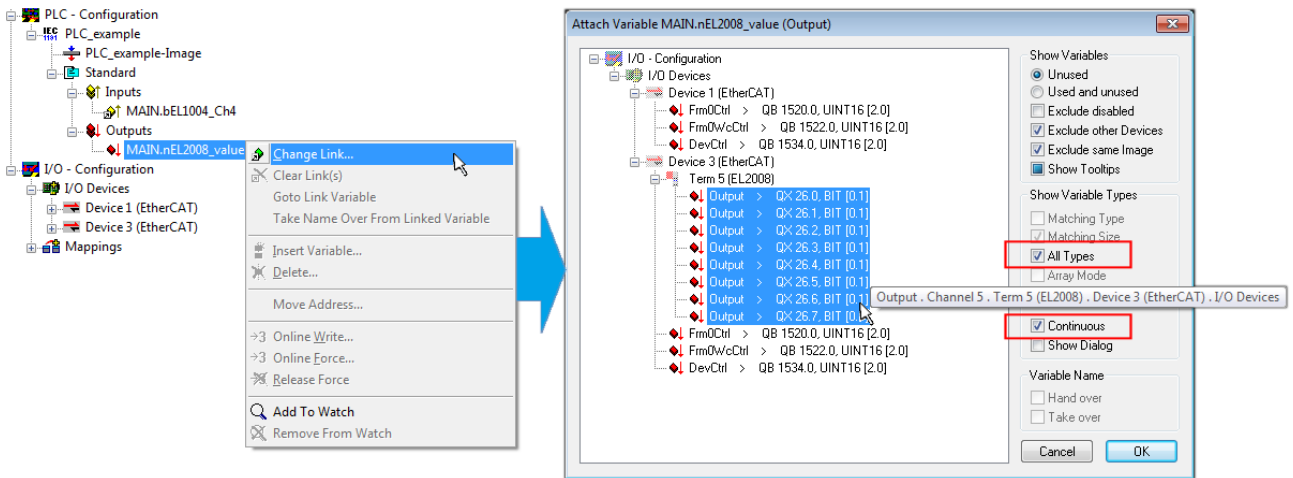 PLC - Configuration
PLC_example
PLC_example-Image
Standard
Inputs
MAIN.bEL1004_Ch4
Outputs
MAIN.nEL2008_value
I/O - Configuration
I/O Devices
Device 1 (EtherCAT)
Device 3 (EtherCAT)
Mappings
Change Link...
Clear Link(s)
Goto Link Variable
Take Name Over From Linked Variable
Insert Variable...
Delete...
Move Address...
→3 Online Write...
→3 Online Force...
Release Force
Add To Watch
Remove From Watch
Attach Variable MAIN.nEL2008_value (Output)
I/O - Configuration
I/O Devices
Device 1 (EtherCAT)
Frm0Ctrl > QB 1520.0, UINT16 [2.0]
Frm0WcCtrl > QB 1522.0, UINT16 [2.0]
DevCtrl > QB 1534.0, UINT16 [2.0]
Device 3 (EtherCAT)
Term 5 (EL2008)
Output > QX 26.0, BIT [0.1]
Output > QX 26.1, BIT [0.1]
Output > QX 26.2, BIT [0.1]
Output > QX 26.3, BIT [0.1]
Output > QX 26.4, BIT [0.1]
Output > QX 26.5, BIT [0.1]
Output > QX 26.6, BIT [0.1]
Output > QX 26.7, BIT [0.1]
Frm0Ctrl > QB 1520.0, UINT16 [2.0]
Frm0WcCtrl > QB 1522.0, UINT16 [2.0]
DevCtrl > QB 1534.0, UINT16 [2.0]
Output . Channel 5 . Term 5 (EL2008) . Device 3 (EtherCAT) . I/O Devices
Show Variables
Unused
Used and unused
Exclude disabled
Exclude other Devices
Exclude same Image
Show Tooltips
Show Variable Types
Matching Type
Matching Size
All Types
Array Mode
Continuous
Show Dialog
Variable Name
Hand over
Take over
Cancel OK